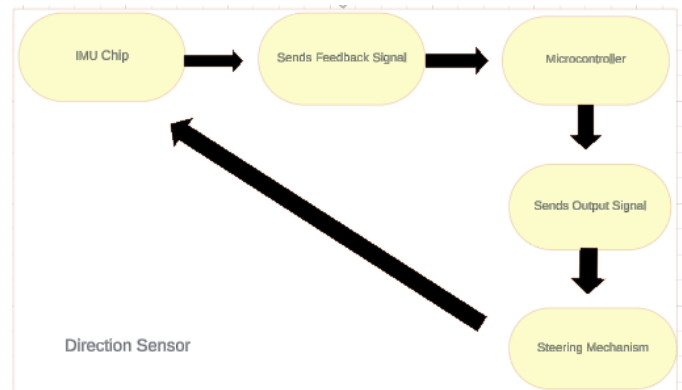 IMU Chip
Sends Feedback Signal
Microcontroller
Sends Output Signal
Steering Mechanism
Direction Sensor